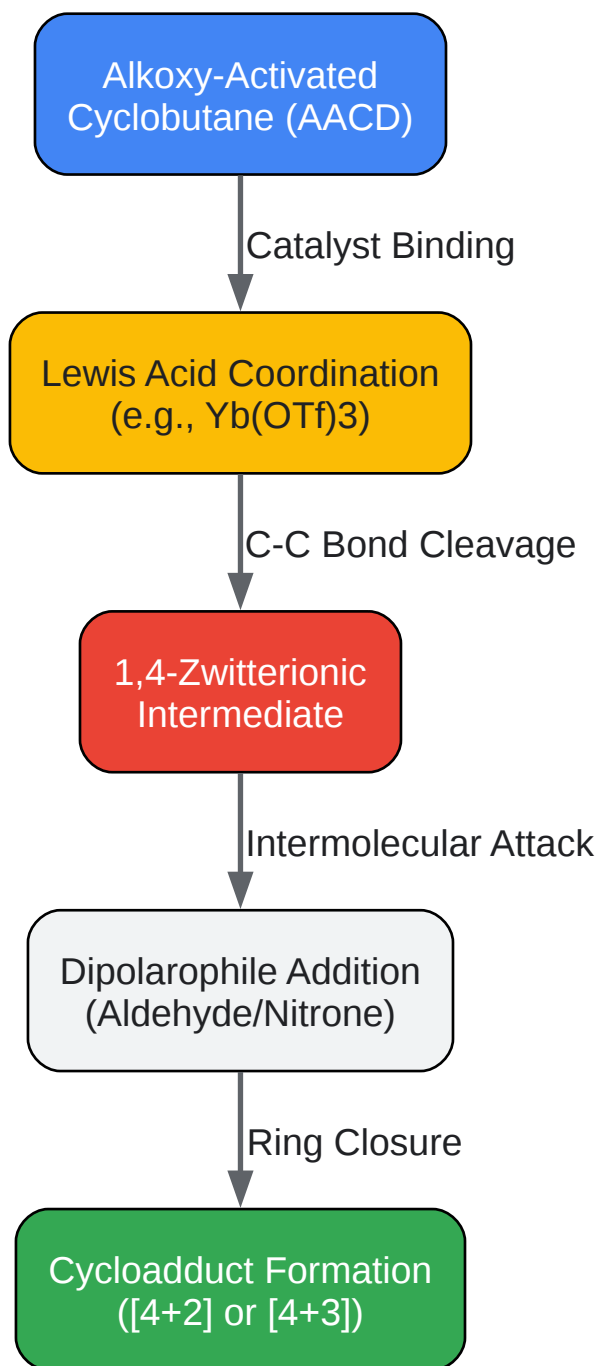 Alkoxy-Activated
Cyclobutane (AACD)
Catalyst Binding
Lewis Acid Coordination
(e.g., Yb(OTf)3)
C-C Bond Cleavage
1,4-Zwitterionic
Intermediate
Intermolecular Attack
Dipolarophile Addition
(Aldehyde/Nitrone)
Ring Closure
Cycloadduct Formation
([4+2] or [4+3])